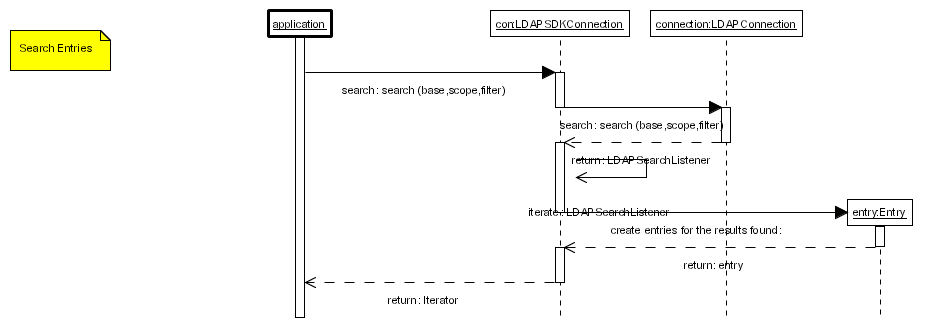 application
con:LDAPSDKConnection
connection:LDAPConnection
Search Entries
search: search (base,scope,filter)
search: search (base,scope,filter)
return: LDAPSearchListener
iterate: LDAPSearchListener
entry:Entry
create entries for the results found:
return: entry
return: Iterator